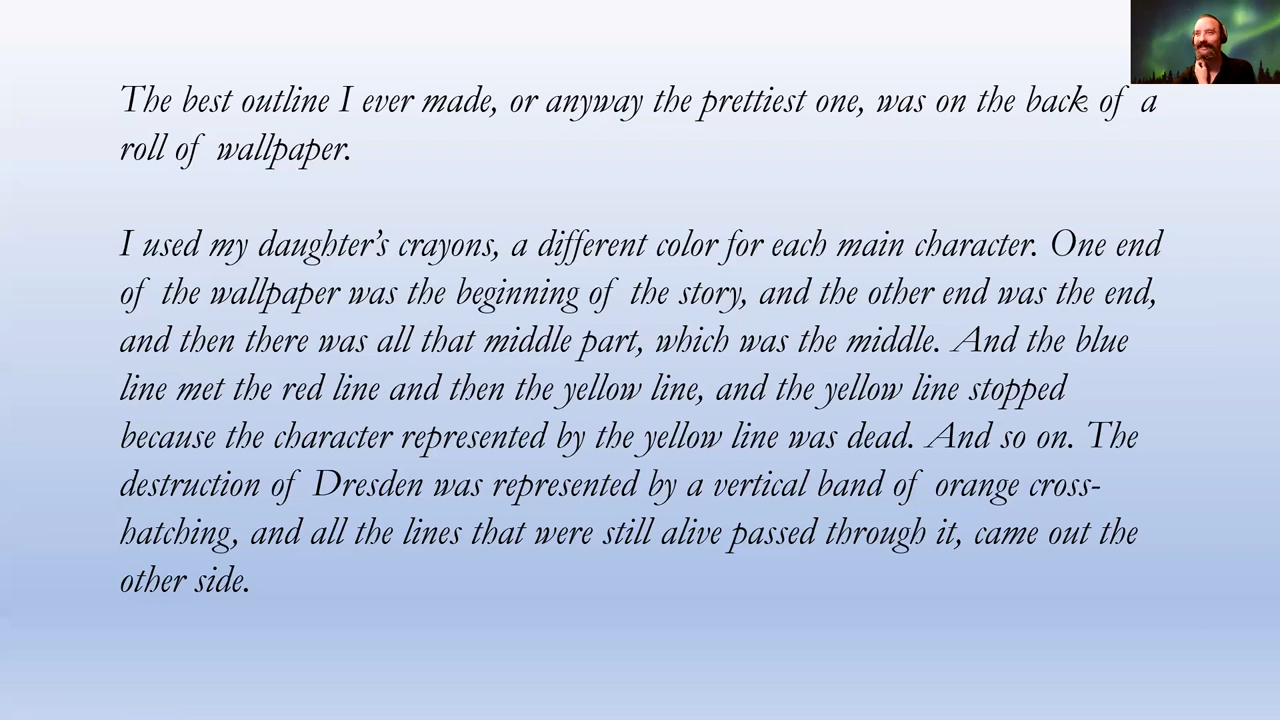 The best outline I ever made, or anyway the prettiest one, was on the back of a
roll of wallpaper.
I used my daughter’s crayons, a different color for each main character. One end
of the wallpaper was the beginning of the story, and the other end was the end,
and then there was all that middle part, which was the middle. And the blue
line met the red line and then the yellow line, and the yellow line stopped
because the character represented by the yellow line was dead. And so on. The
destruction of Dresden was represented by a vertical band of orange cross-
hatching, and all the lines that were still alive passed through it, came out the
other side.